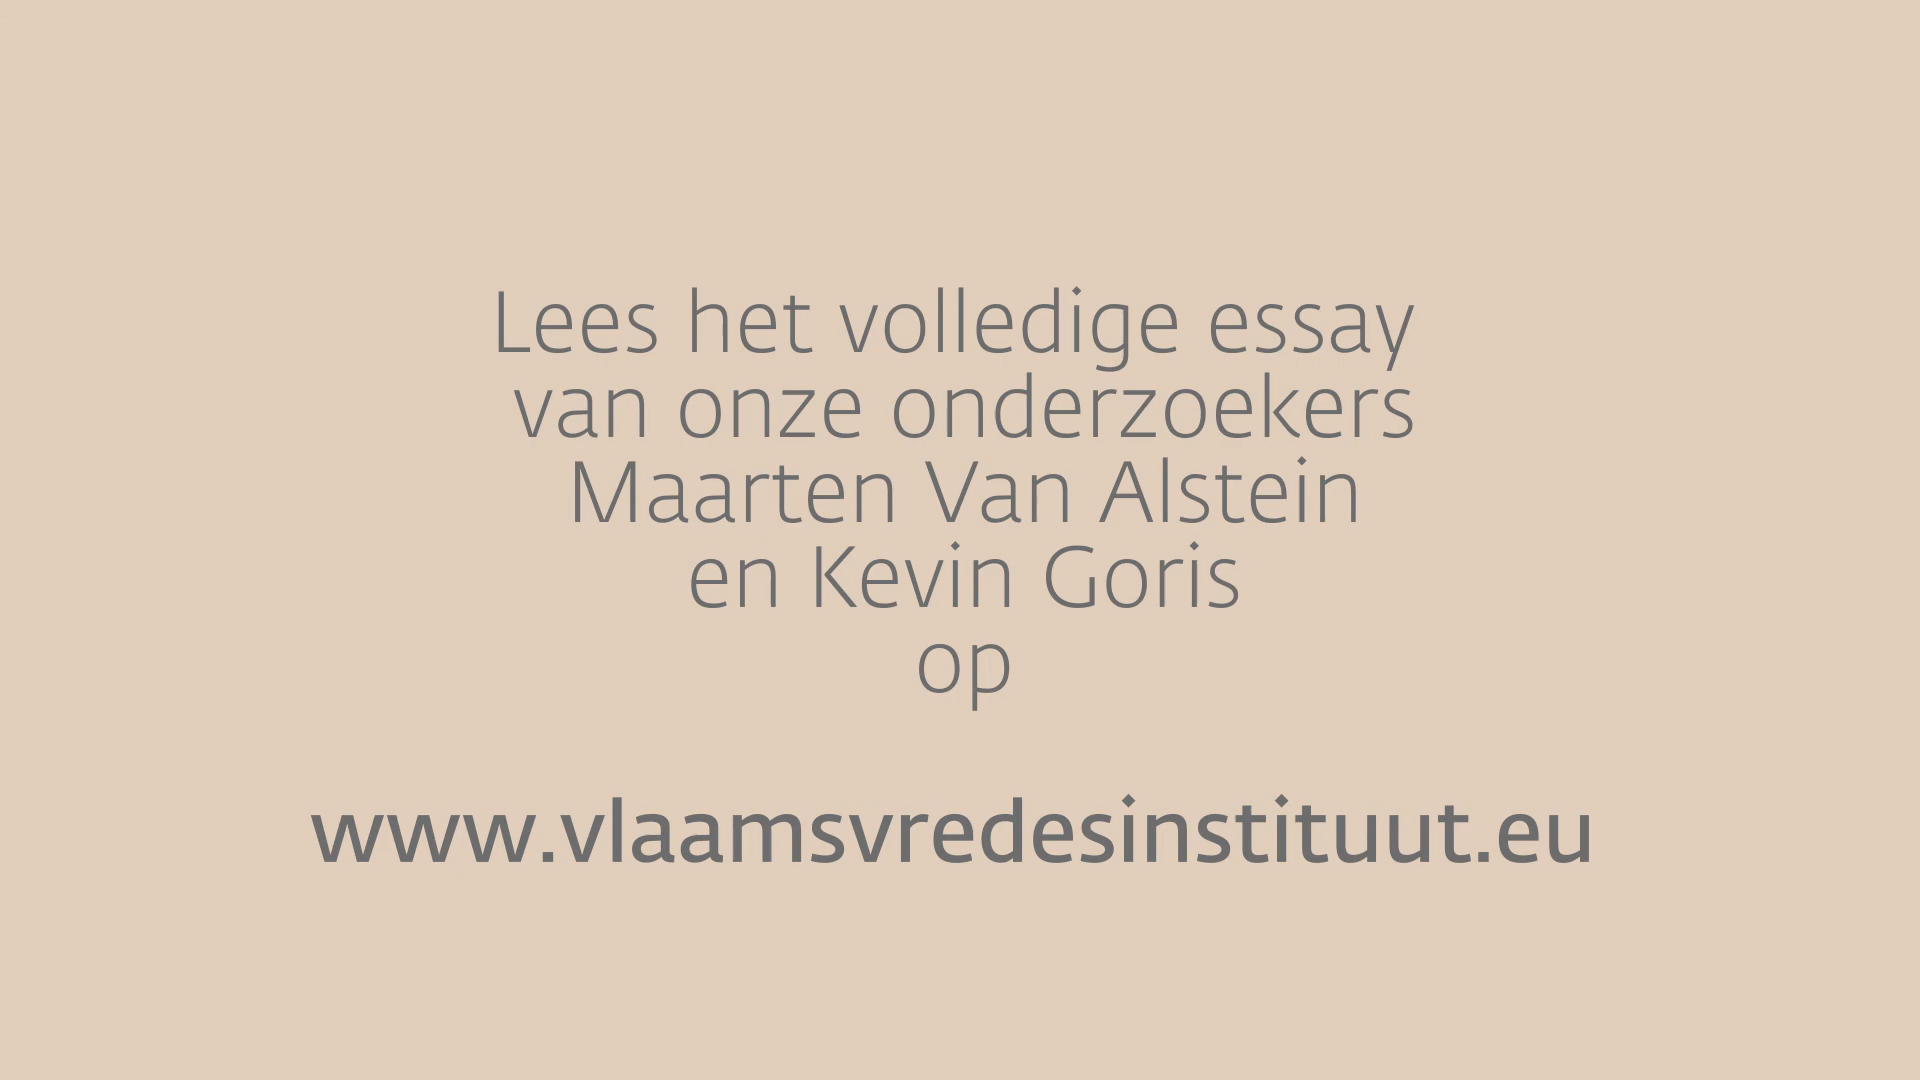 Lees het volledige essay
van onze onderzoekers
Maarten Van Alstein
en Kevin Goris
op
www.vlaamsvredesinstituut.eu